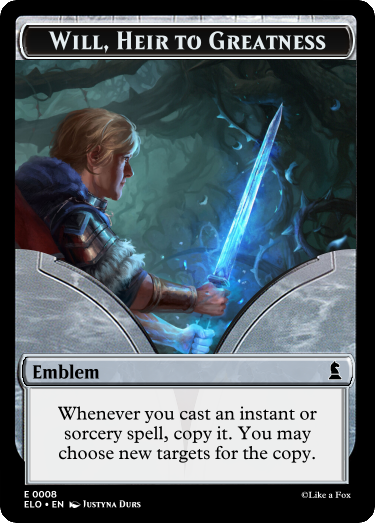 Will, Heir to Greatness
Emblem
Whenever you cast an instant or
sorcery spell, copy it. You may
choose new targets for the copy.
E 0008
ELO • EN Justyna Durs
©Like a Fox